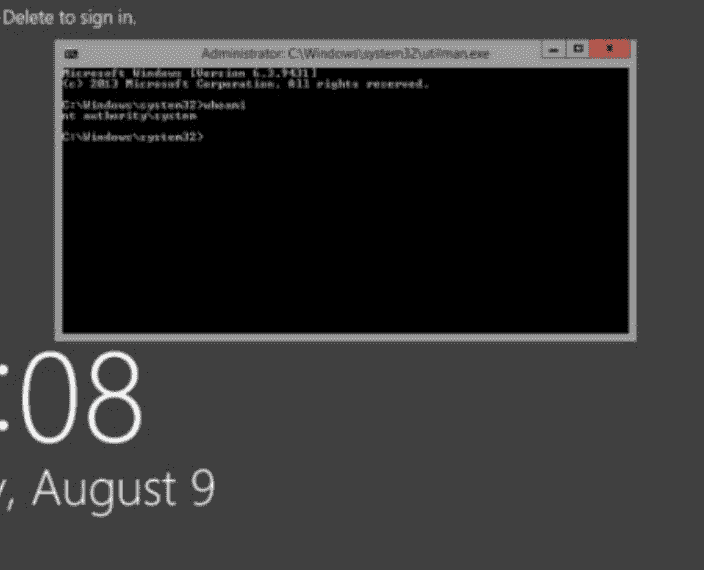 -Delete to sign in.
Administrator: C:\Windows\system32\utilman.exe
Microsoft Windows [Version 6.3.9431]
(c) 2013 Microsoft Corporation. All rights reserved.
C:\Windows\system32>whoami
nt authority\system
C:\Windows\system32>
:08
y, August 9